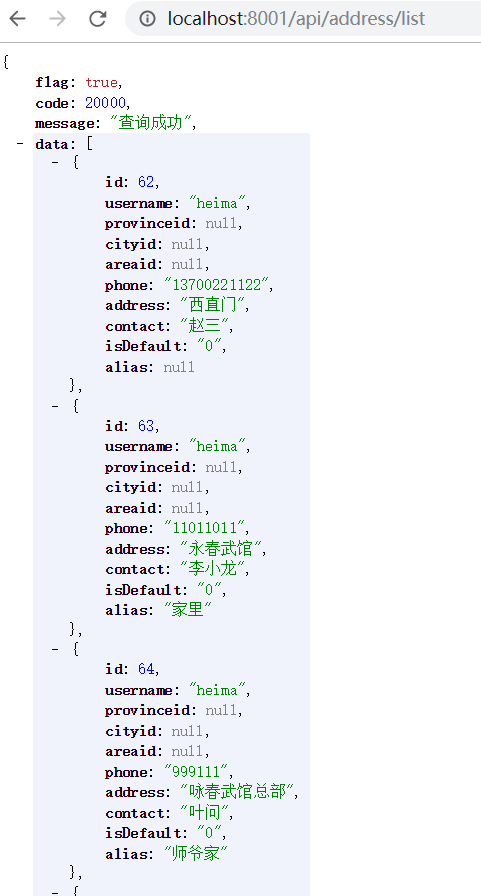 localhost:8001/api/address/list
{
flag: true,
code: 20000,
message: "查询成功",
- data: [
- {
id: 62,
username: "heima",
provinceid: null,
cityid: null,
areaid: null,
phone: "13700221122",
address: "西直门",
contact: "赵三",
isDefault: "0",
alias: null
},
- {
id: 63,
username: "heima",
provinceid: null,
cityid: null,
areaid: null,
phone: "11011011",
address: "永春武馆",
contact: "李小龙",
isDefault: "0",
alias: "家里"
},
- {
id: 64,
username: "heima",
provinceid: null,
cityid: null,
areaid: null,
phone: "999111",
address: "咏春武馆总部",
contact: "叶问",
isDefault: "0",
alias: "师爷家"
},
- {